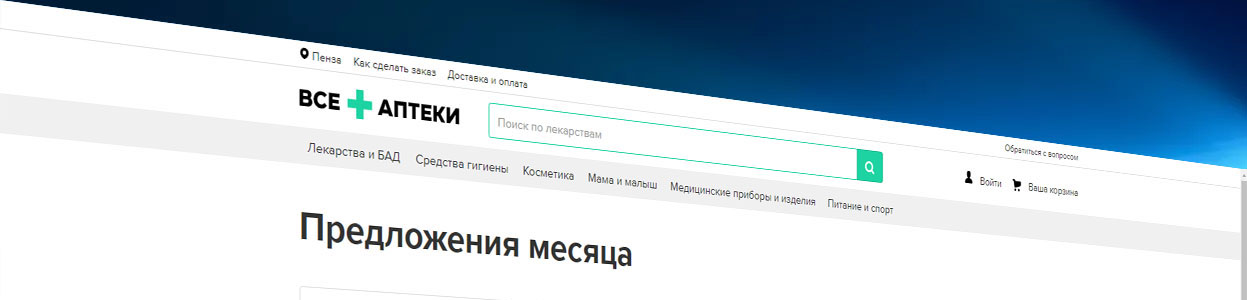 Пенза Как сделать заказ Доставка и оплата
Обратиться с вопросом
ВСЕ АПТЕКИ
Поиск по лекарствам
Войти Ваша корзина
Лекарства и БАД Средства гигиены Косметика Мама и малыш Медицинские приборы и изделия Питание и спорт
Предложения месяца